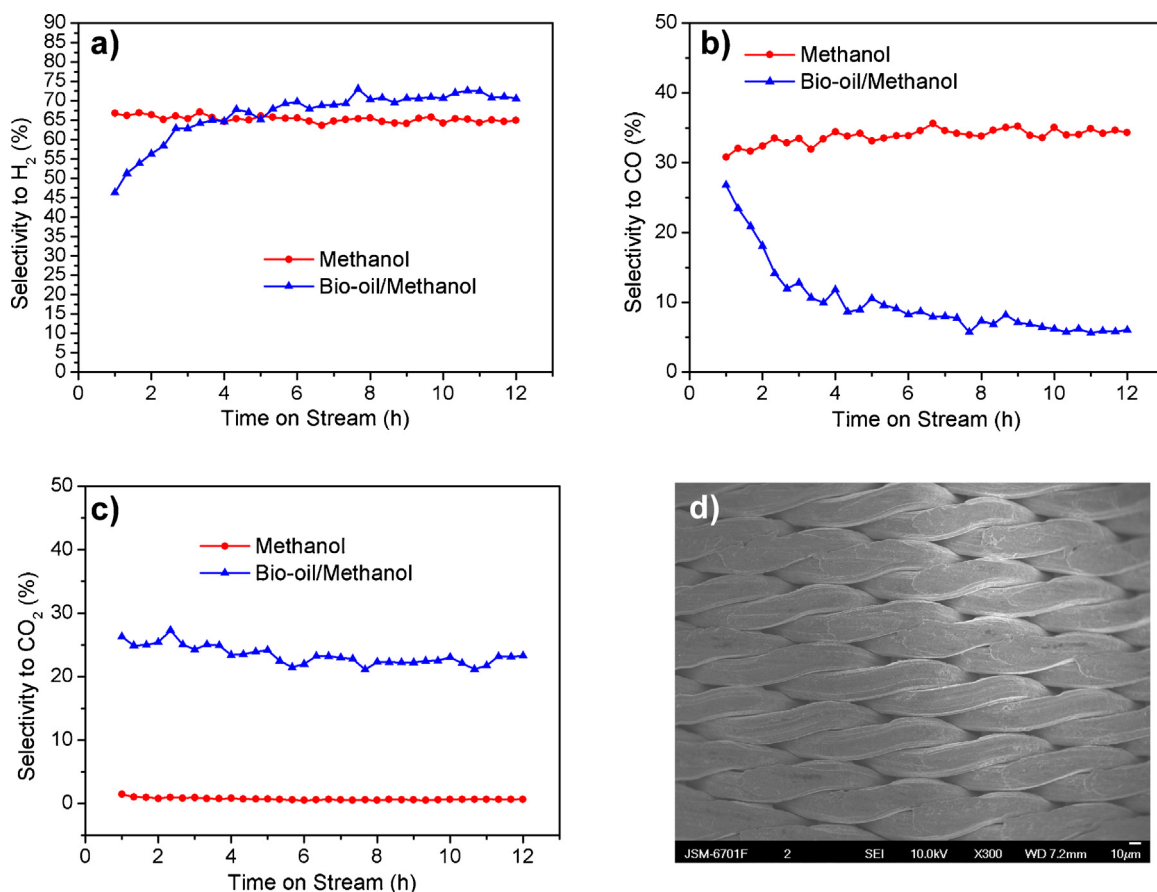 a)
90
85
80
75
70
65
60
55
50
45
40
35
30
25
20
15
10
5
0
Selectivity to H₂ (%)
Methanol
Bio-oil/Methanol
0 2 4 6 8 10 12
Time on Stream (h)
b)
50
40
30
20
10
0
Selectivity to CO (%)
Methanol
Bio-oil/Methanol
0 2 4 6 8 10 12
Time on Stream (h)
c)
50
40
30
20
10
0
Selectivity to CO₂ (%)
Methanol
Bio-oil/Methanol
0 2 4 6 8 10 12
Time on Stream (h)
d)
JSM-6701F 2 SEI 10.0kV X300 WD 7.2mm 10µm